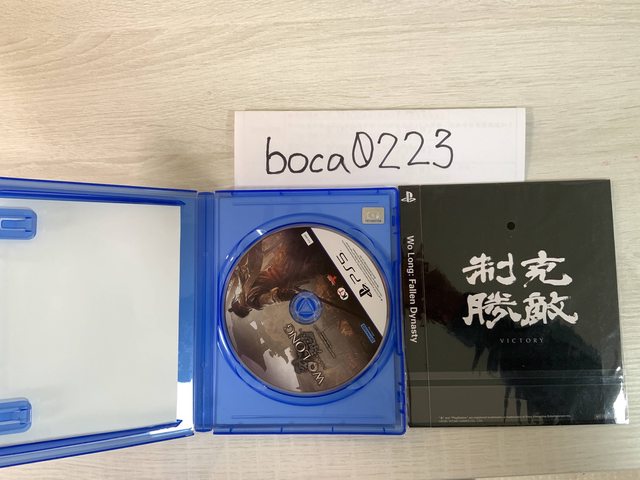 boca0223
PS5
WO LONG
Wo Long: Fallen Dynasty
制克
勝敵
VICTORY